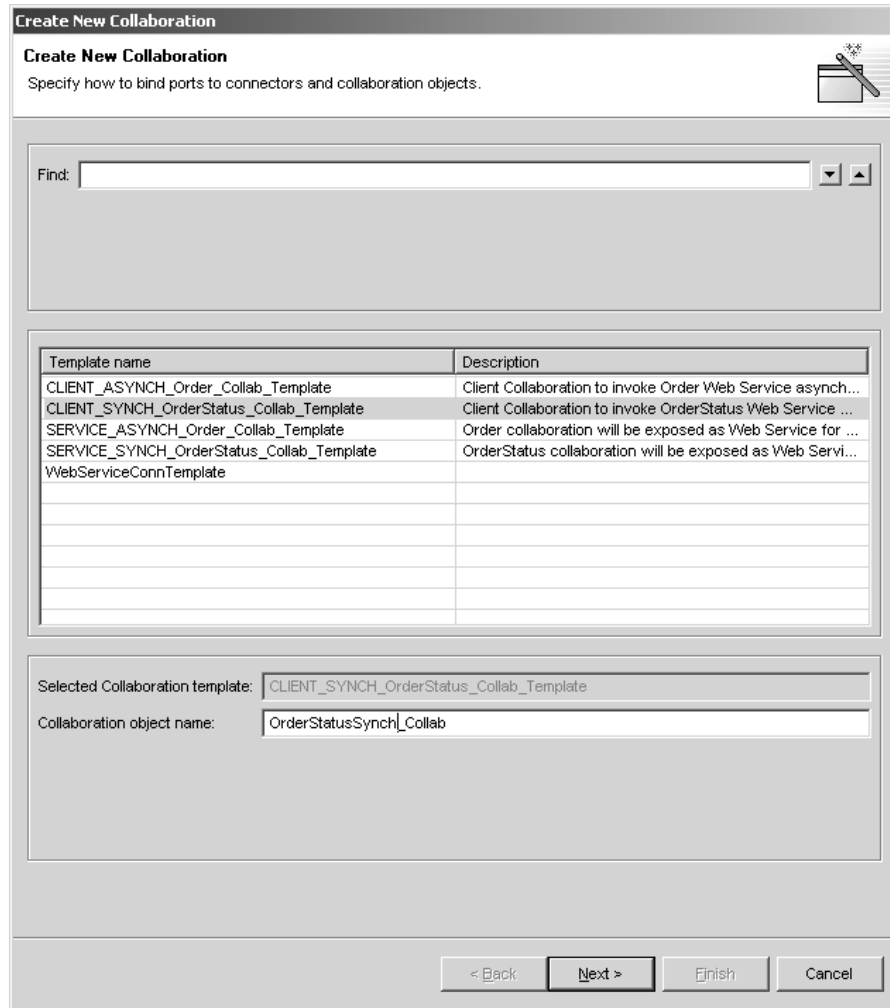 Create New Collaboration
Create New Collaboration
Specify how to bind ports to connectors and collaboration objects.
Find:
Template name Description
CLIENT_ASYNCH_Order_Collab_Template Client Collaboration to invoke Order Web Service asynch...
CLIENT_SYNCH_OrderStatus_Collab_Template Client Collaboration to invoke OrderStatus Web Service ...
SERVICE_ASYNCH_Order_Collab_Template Order collaboration will be exposed as Web Service for ...
SERVICE_SYNCH_OrderStatus_Collab_Template OrderStatus collaboration will be exposed as Web Servi...
WebServiceConnTemplate
Selected Collaboration template: CLIENT_SYNCH_OrderStatus_Collab_Template
Collaboration object name: OrderStatusSynch_Collab
< Back Next > Finish Cancel